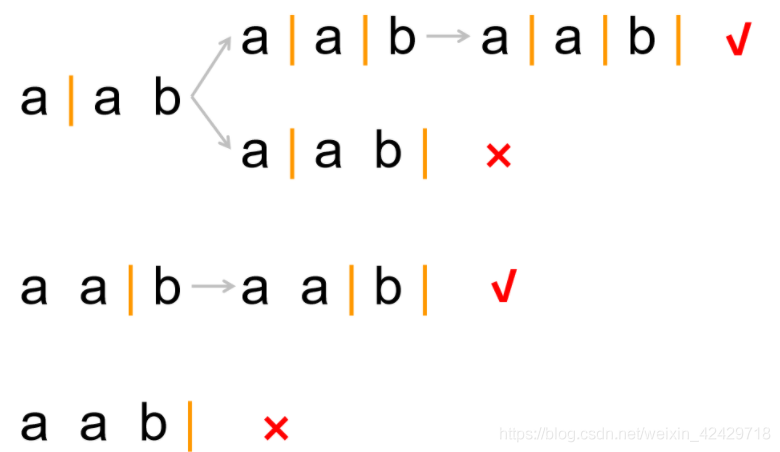 a|a|b → a|a|b| √
a|a b
a|a b| ×
a a|b → a a|b| √
a a b| ×
https://blog.csdn.net/weixin_42429718